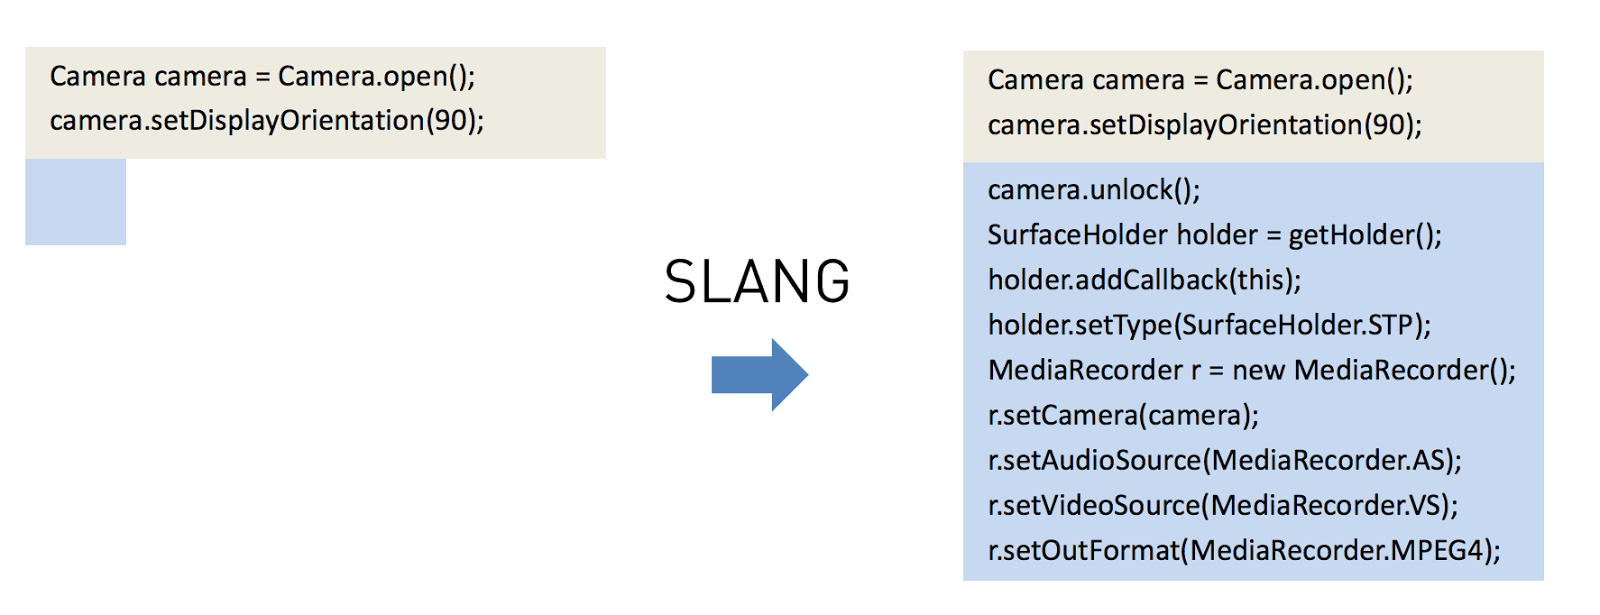 Camera camera = Camera.open();
camera.setDisplayOrientation(90);
SLANG
Camera camera = Camera.open();
camera.setDisplayOrientation(90);
camera.unlock();
SurfaceHolder holder = getHolder();
holder.addCallback(this);
holder.setType(SurfaceHolder.STP);
MediaRecorder r = new MediaRecorder();
r.setCamera(camera);
r.setAudioSource(MediaRecorder.AS);
r.setVideoSource(MediaRecorder.VS);
r.setOutFormat(MediaRecorder.MPEG4);